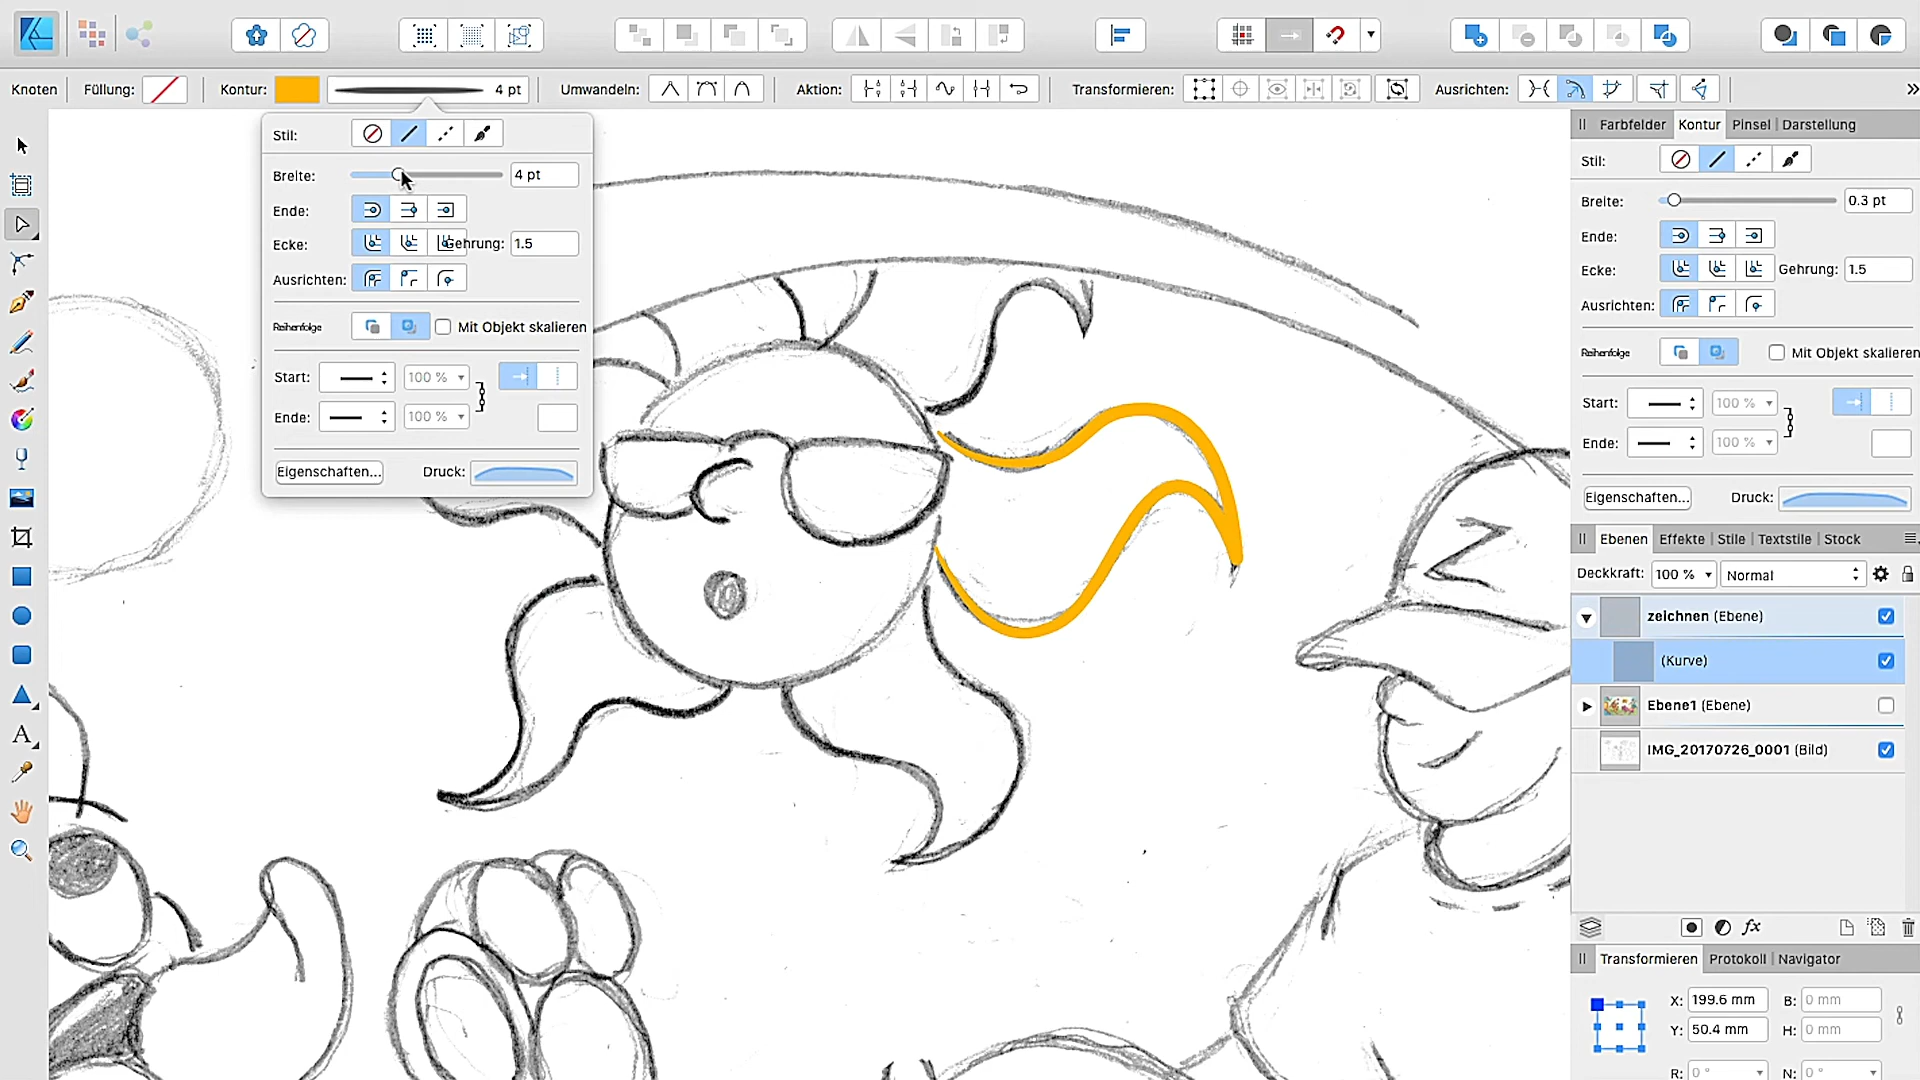 Knoten Füllung: Kontur: 4 pt Umwandeln: Aktion: Transformieren: Ausrichten:
Stil:
Breite: 4 pt
Ende:
Ecke: Gehrung: 1.5
Ausrichten:
Reihenfolge Mit Objekt skalieren
Start: 100 %
Ende: 100 %
Eigenschaften... Druck:
Farbfelder Kontur Pinsel Darstellung
Stil:
Breite: 0.3 pt
Ende:
Ecke: Gehrung: 1.5
Ausrichten:
Reihenfolge Mit Objekt skalieren
Start: 100 %
Ende: 100 %
Eigenschaften... Druck:
Ebenen Effekte Stile Textstile Stock
Deckkraft: 100 % Normal
zeichnen (Ebene)
(Kurve)
Ebene1 (Ebene)
IMG_20170726_0001 (Bild)
fx
Transformieren Protokoll Navigator
X: 199.6 mm B: 0 mm
Y: 50.4 mm H: 0 mm
R: 0 ° N: 0 °